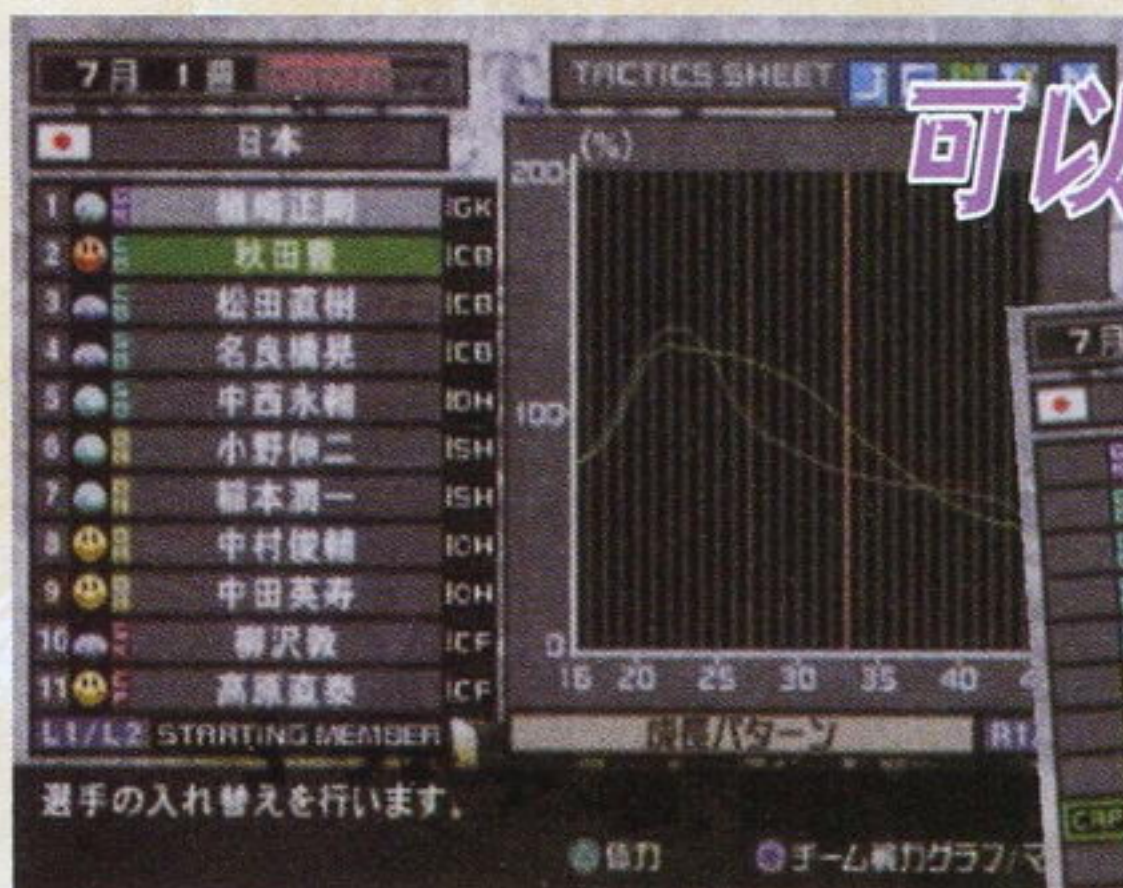 7月 1週
TACTICS SHEET
可以
日本
(%)
200
1 楢崎正剛 GK
2 秋田豊 CB
3 松田直樹 CB
4 名良橋晃 CB
5 中西永輔 DH
6 小野伸二 SH
7 稲本潤一 SH
8 中村俊輔 OH
9 中田英寿 OH
10 柳沢敦 CF
11 高原直泰 CF
100
0
16 20 25 30 35 40
L1/L2 STARTING MEMBER
成長パターン
選手の入れ替えを行います。
チーム戦力グラフ/マ
7月
CAP